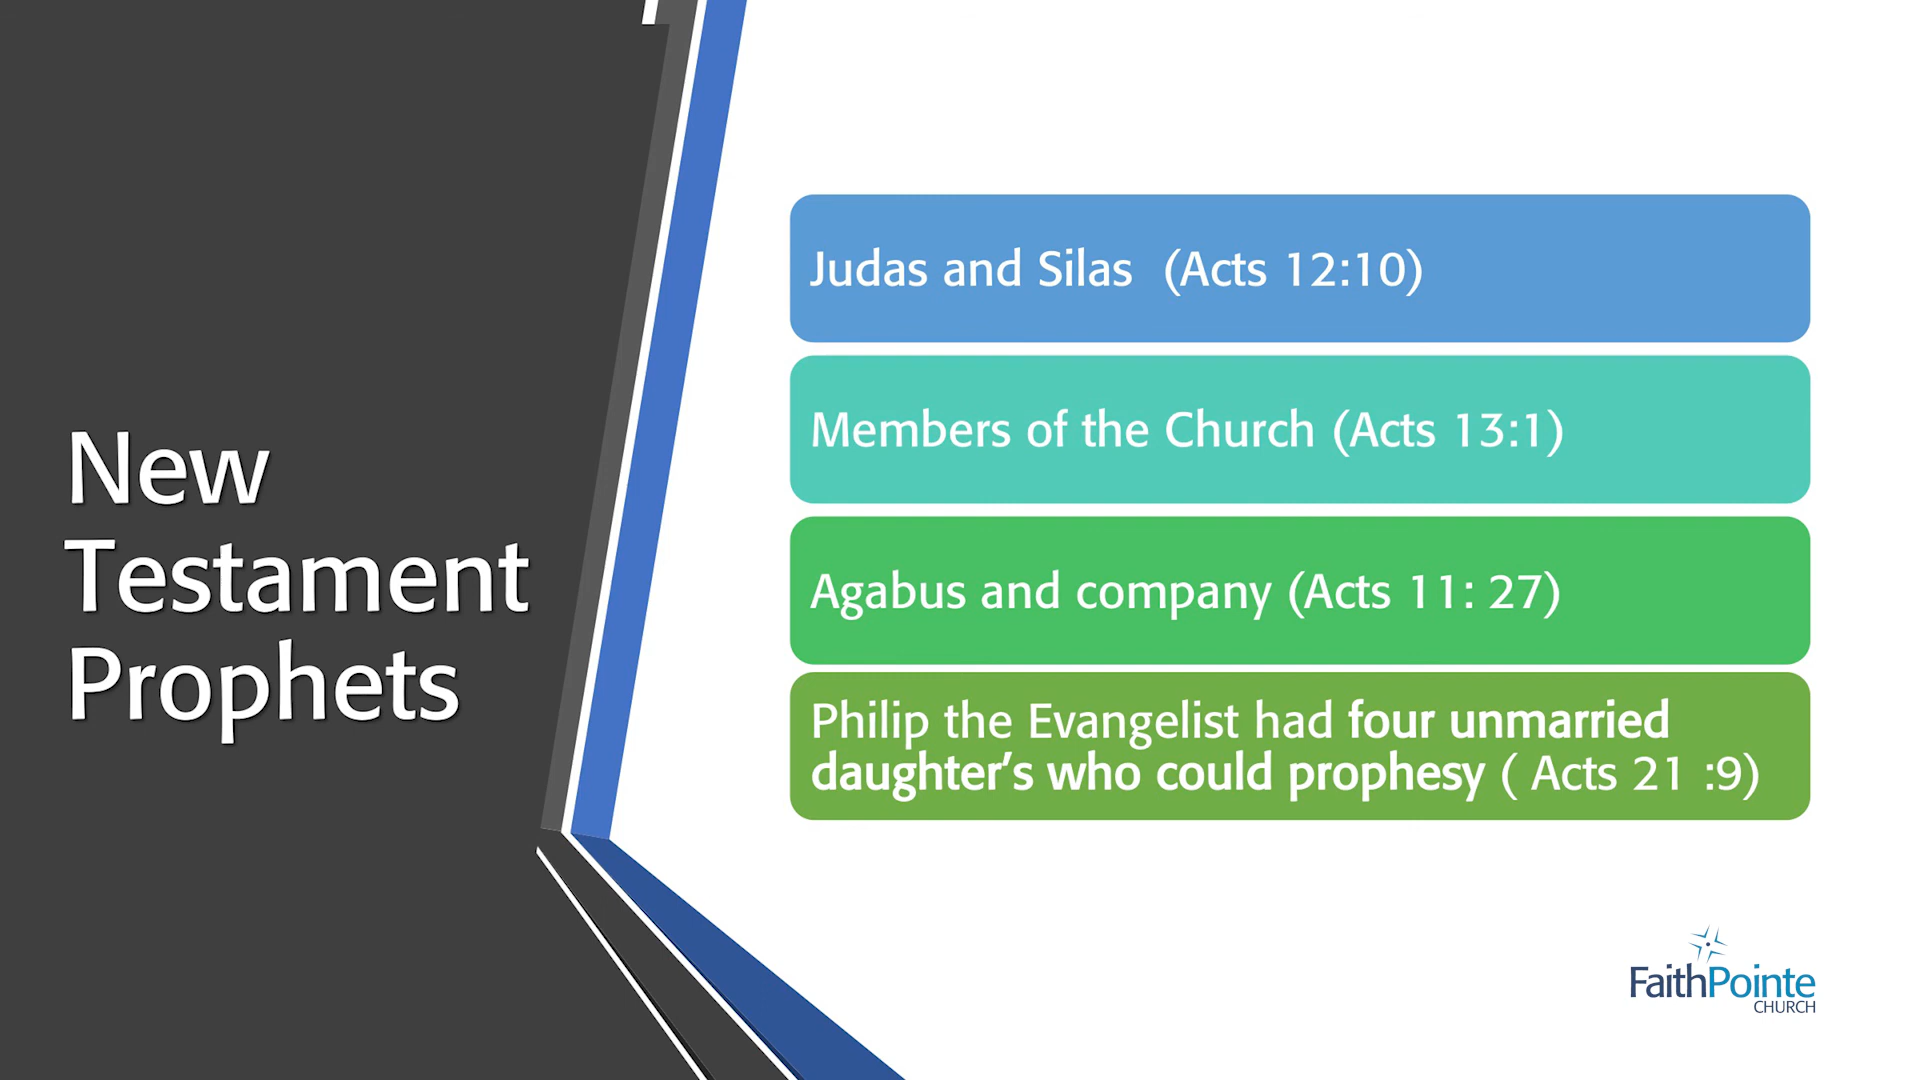 New
Testament
Prophets
Judas and Silas  (Acts 12:10)
Members of the Church (Acts 13:1)
Agabus and company (Acts 11: 27)
Philip the Evangelist had four unmarried
daughter’s who could prophesy ( Acts 21 :9)
FaithPointe
CHURCH